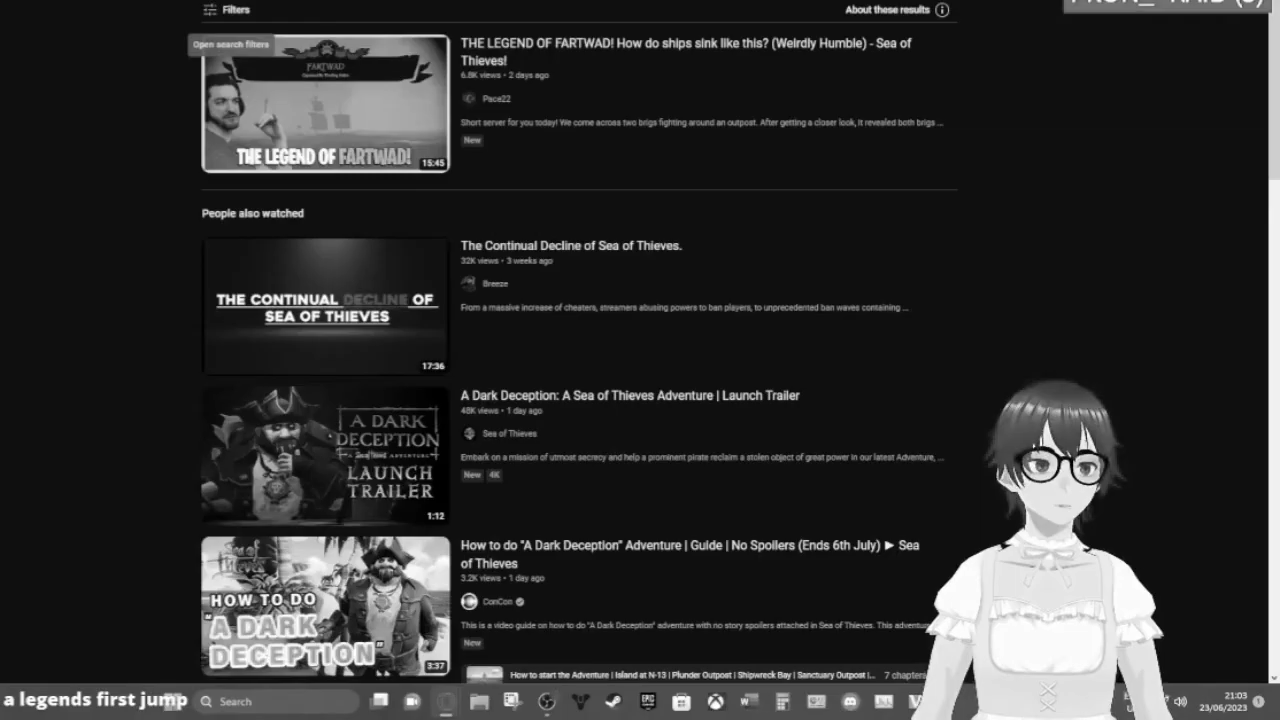 Filters
About these results
Open search filters
FARTWAD
THE LEGEND OF FARTWAD!
15:45
THE LEGEND OF FARTWAD! How do ships sink like this? (Weirdly Humble) - Sea of
Thieves!
6.8K views • 2 days ago
Pace22
Short server for you today! We come across two brigs fighting around an outpost. After getting a closer look, it revealed both brigs ...
New
People also watched
THE CONTINUAL DECLINE OF
SEA OF THIEVES
17:36
The Continual Decline of Sea of Thieves.
32K views • 3 weeks ago
Breeze
From a massive increase of cheaters, streamers abusing powers to ban players, to unprecedented ban waves containing ...
A DARK
DECEPTION
LAUNCH
TRAILER
1:12
A Dark Deception: A Sea of Thieves Adventure | Launch Trailer
48K views • 1 day ago
Sea of Thieves
Embark on a mission of utmost secrecy and help a prominent pirate reclaim a stolen object of great power in our latest Adventure, ...
New 4K
HOW TO DO
"A DARK
DECEPTION"
3:37
How to do "A Dark Deception" Adventure | Guide | No Spoilers (Ends 6th July) ► Sea
of Thieves
3.2K views • 1 day ago
ConCon
This is a video guide on how to do "A Dark Deception" adventure with no story spoilers attached in Sea of Thieves. This
New
How to start the Adventure | Island at N-13 | Plunder Outpost | Shipwreck Bay | Sanctuary Outpost |... 7 chapters
a legends first jump
Search
EPIC
21:03
23/06/2023